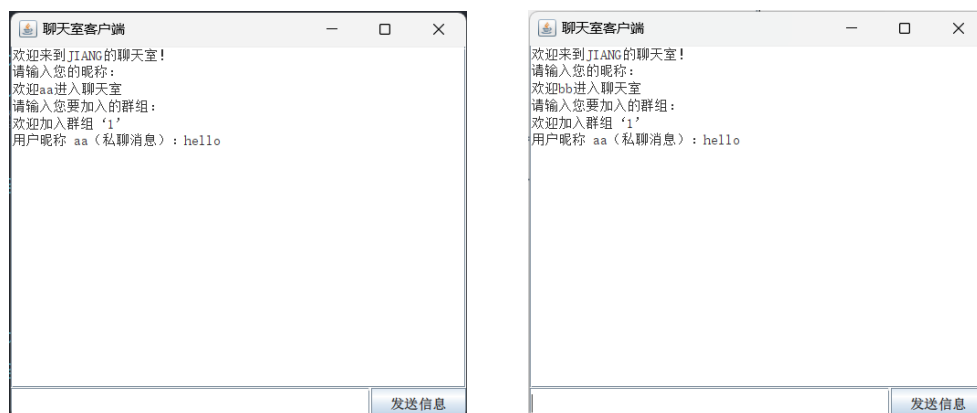 聊天室客户端
欢迎来到JIANG的聊天室!
请输入您的昵称:
欢迎aa进入聊天室
请输入您要加入的群组:
欢迎加入群组‘1’
用户昵称 aa（私聊消息）: hello
发送信息
聊天室客户端
欢迎来到JIANG的聊天室!
请输入您的昵称:
欢迎bb进入聊天室
请输入您要加入的群组:
欢迎加入群组‘1’
用户昵称 aa（私聊消息）: hello
发送信息